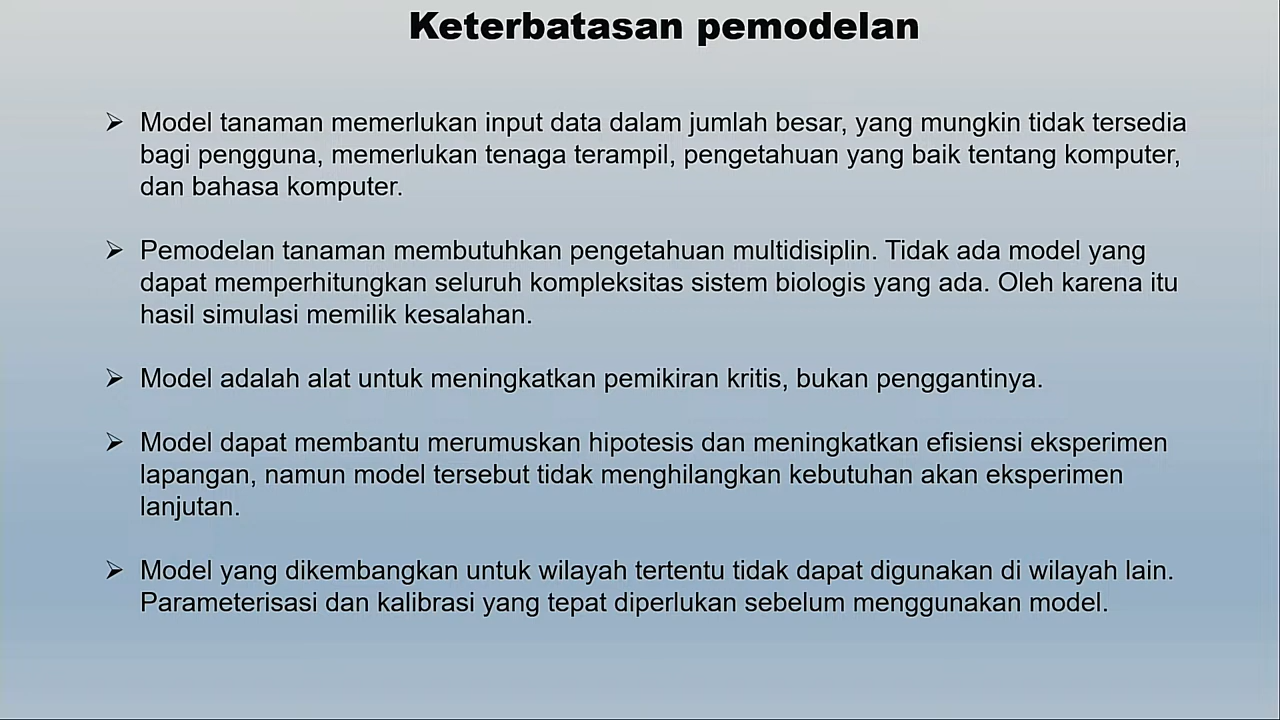 Keterbatasan pemodelan
➢ Model tanaman memerlukan input data dalam jumlah besar, yang mungkin tidak tersedia
bagi pengguna, memerlukan tenaga terampil, pengetahuan yang baik tentang komputer,
dan bahasa komputer.
➢ Pemodelan tanaman membutuhkan pengetahuan multidisiplin. Tidak ada model yang
dapat memperhitungkan seluruh kompleksitas sistem biologis yang ada. Oleh karena itu
hasil simulasi memilik kesalahan.
➢ Model adalah alat untuk meningkatkan pemikiran kritis, bukan penggantinya.
➢ Model dapat membantu merumuskan hipotesis dan meningkatkan efisiensi eksperimen
lapangan, namun model tersebut tidak menghilangkan kebutuhan akan eksperimen
lanjutan.
➢ Model yang dikembangkan untuk wilayah tertentu tidak dapat digunakan di wilayah lain.
Parameterisasi dan kalibrasi yang tepat diperlukan sebelum menggunakan model.